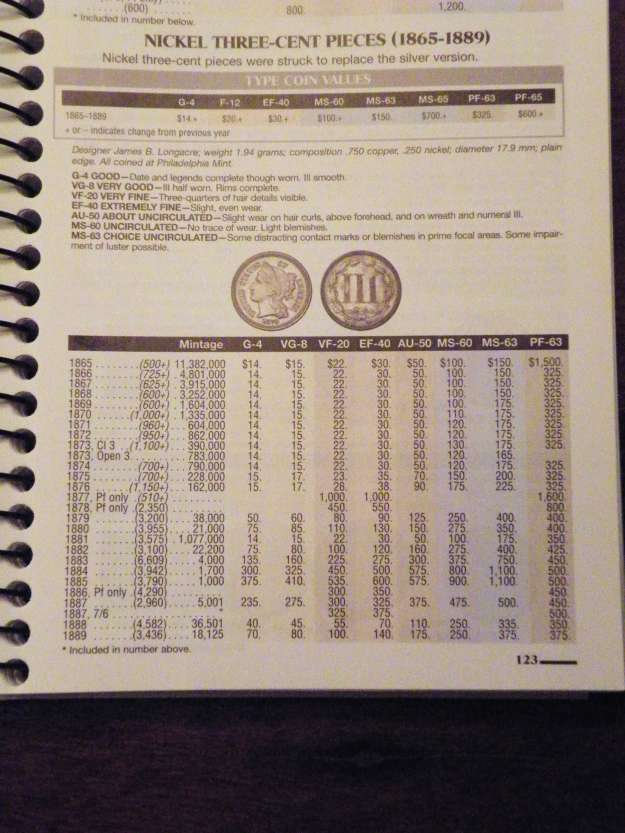 . . .(600) . . . . . . . . 800. 1,200.
* Included in number below.
NICKEL THREE-CENT PIECES (1865-1889)
Nickel three-cent pieces were struck to replace the silver version.
TYPE COIN VALUES
G-4 F-12 EF-40 MS-60 MS-63 MS-65 PF-63 PF-65
1865–1889 $14.+ $20.+ $30.+ $100.+ $150. $700.+ $325. $600.+
+ or – indicates change from previous year
Designer James B. Longacre; weight 1.94 grams; composition .750 copper, .250 nickel; diameter 17.9 mm; plain
edge. All coined at Philadelphia Mint.
G-4 GOOD—Date and legends complete though worn. III smooth.
VG-8 VERY GOOD—III half worn. Rims complete.
VF-20 VERY FINE—Three-quarters of hair details visible.
EF-40 EXTREMELY FINE—Slight, even wear.
AU-50 ABOUT UNCIRCULATED—Slight wear on hair curls, above forehead, and on wreath and numeral III.
MS-60 UNCIRCULATED—No trace of wear. Light blemishes.
MS-63 CHOICE UNCIRCULATED—Some distracting contact marks or blemishes in prime focal areas. Some impair-
ment of luster possible.
III
Mintage G-4 VG-8 VF-20 EF-40 AU-50 MS-60 MS-63 PF-63
1865 . . . . . . . .(500+) 11,382,000 $14. $15. $22. $30. $50. $100. $150. $1,500.
1866 . . . . . . . .(725+) . 4,801,000 14. 15. 22. 30. 50. 100. 150. 325.
1867 . . . . . . . .(625+) . 3,915,000 14. 15. 22. 30. 50. 100. 150. 325.
1868 . . . . . . . .(600+) . 3,252,000 14. 15. 22. 30. 50. 100. 150. 325.
1869 . . . . . . . .(600+) . 1,604,000 14. 15. 22. 30. 50. 100. 175. 325.
1870 . . . . . .(1,000+) . 1,335,000 14. 15. 22. 30. 50. 110. 175. 325.
1871 . . . . . . . .(960+) . . . 604,000 14. 15. 22. 30. 50. 120. 175. 325.
1872 . . . . . . . .(950+) . . . 862,000 14. 15. 22. 30. 50. 120. 175. 325.
1873, Cl 3 . . (1,100+) . . . 390,000 14. 15. 22. 30. 50. 130. 175. 325.
1873, Open 3 . . . . . . . . . . 783,000 14. 15. 22. 30. 50. 120. 165.
1874 . . . . . . . .(700+) . . . 790,000 14. 15. 22. 30. 50. 120. 175. 325.
1875 . . . . . . . .(700+) . . . 228,000 15. 17. 23. 35. 70. 150. 200. 325.
1876 . . . . . .(1,150+) . . . 162,000 15. 17. 28. 38. 90. 175. 225. 325.
1877, Pf only .(510+) 1,000. 1,000. 1,600.
1878, Pf only .(2,350) 450. 550. 800.
1879 . . . . . . .(3,200) . . . . 38,000 50. 60. 80. 90. 125. 250. 400. 400.
1880 . . . . . . .(3,955) . . . . 21,000 75. 85. 110. 130. 150. 275. 350. 400.
1881 . . . . . . .(3,575) . 1,077,000 14. 15. 22. 30. 50. 100. 175. 350.
1882 . . . . . . .(3,100) . . . . 22,200 75. 80. 100. 120. 160. 275. 400. 425.
1883 . . . . . . .(6,609) . . . . . 4,000 135. 160. 225. 275. 300. 375. 750. 450.
1884 . . . . . . .(3,942) . . . . . 1,700 300. 325. 450. 500. 575. 800. 1,100. 500.
1885 . . . . . . .(3,790) . . . . . 1,000 375. 410. 535. 600. 575. 900. 1,100. 500.
1886, Pf only .(4,290) 300. 350. 450.
1887 . . . . . . .(2,960) . . . . . 5,001 235. 275. 300. 325. 375. 475. 500. 450.
1887, 7/6 . . . . . . . . . . . . . . . . . . * 325. 375. 500.
1888 . . . . . . .(4,582) . . . . 36,501 40. 45. 55. 70. 110. 250. 335. 350.
1889 . . . . . . .(3,436) . . . . 18,125 70. 80. 100. 140. 175. 250. 375. 375.
* Included in number above.
123